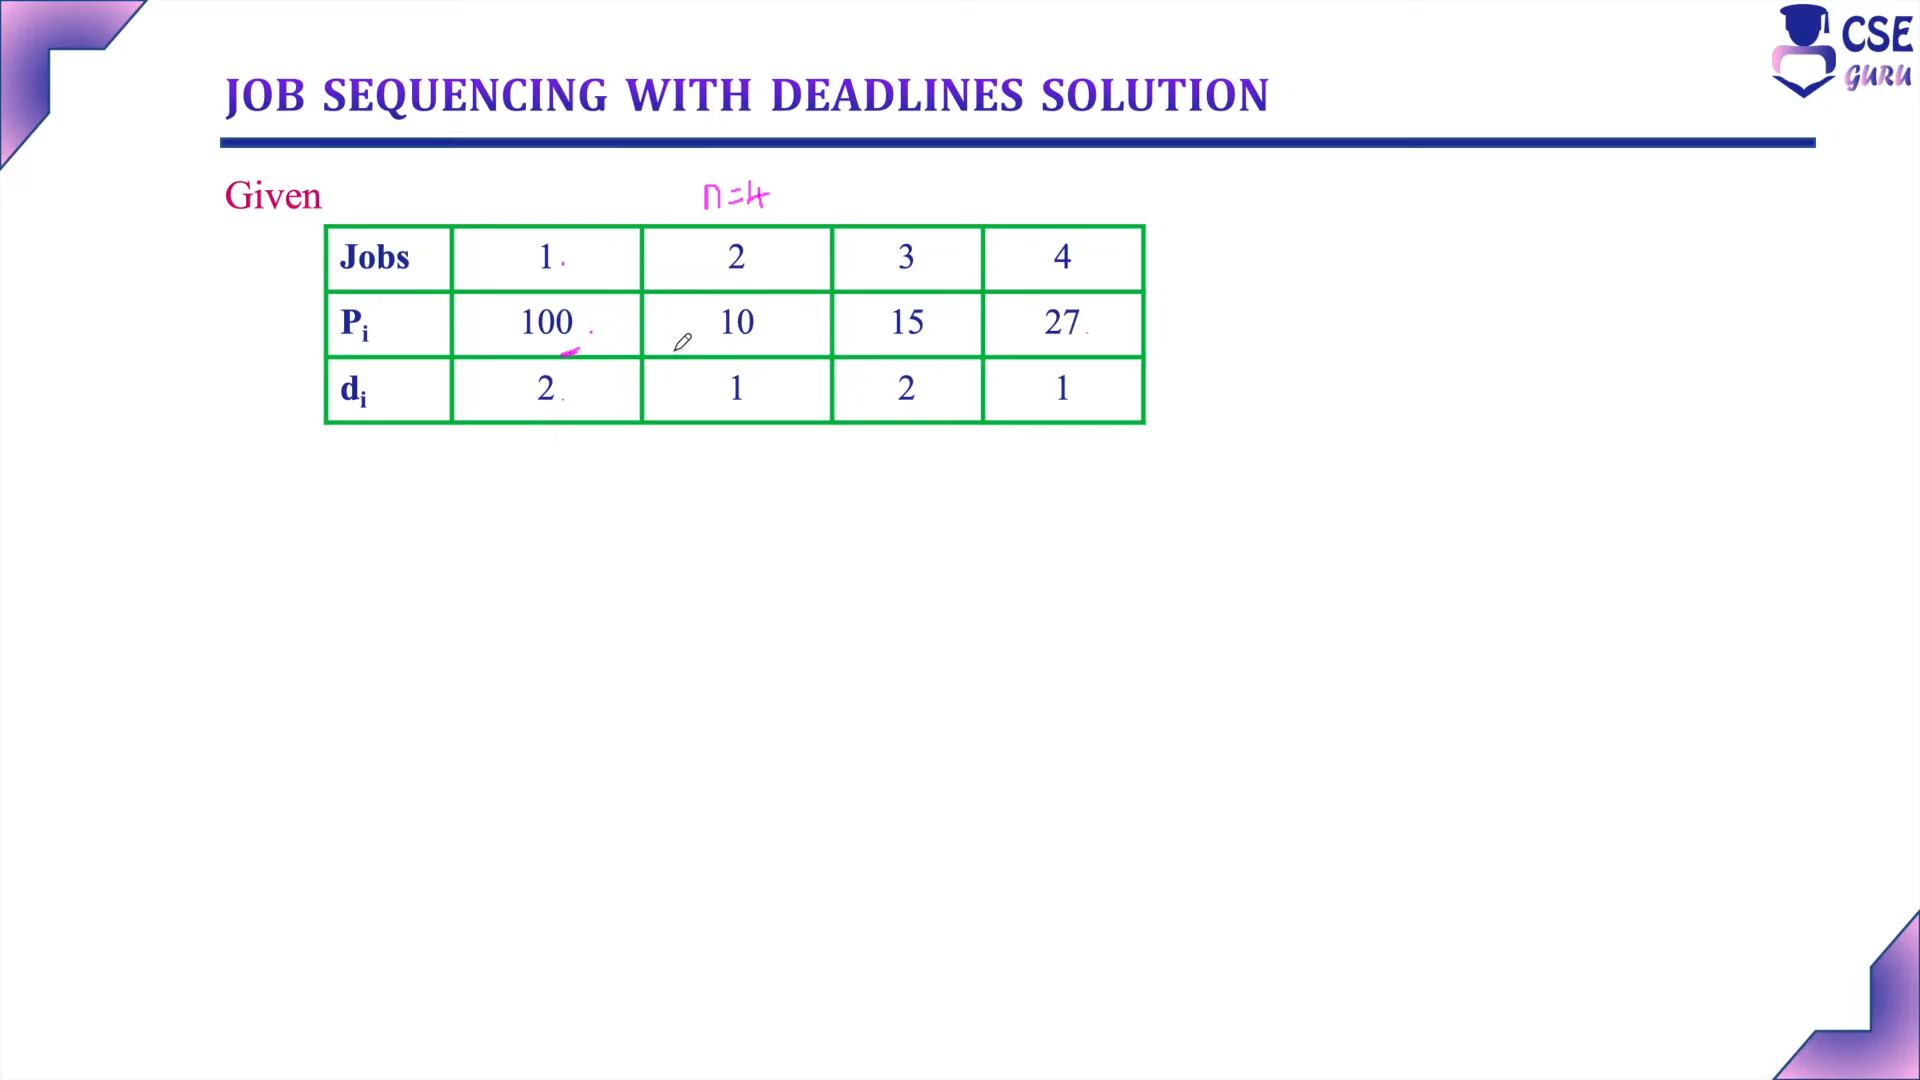 CSE
GURU
JOB SEQUENCING WITH DEADLINES SOLUTION
Given
n=4
Jobs 1 2 3 4
Pi 100 10 15 27
di 2 1 2 1